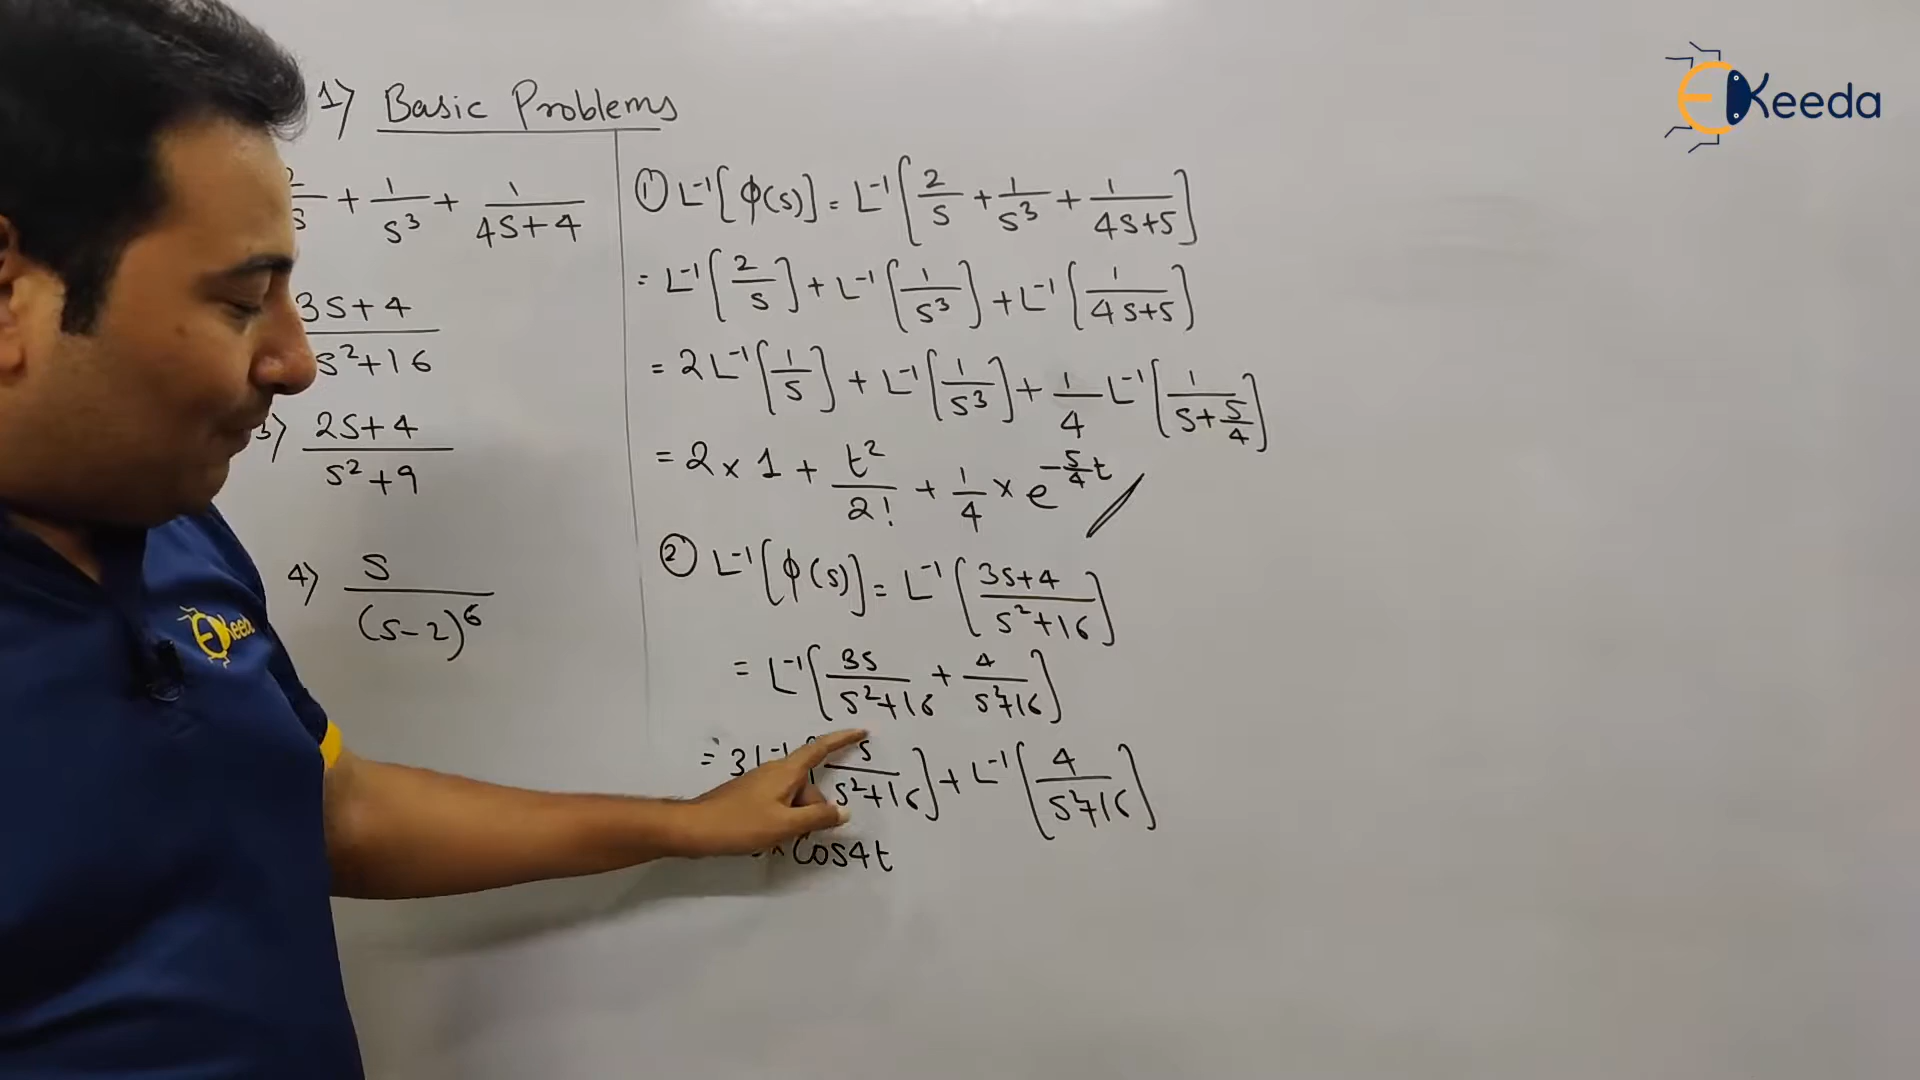 1) Basic Problems
2/s + 1/s³ + 1/(4s+4)
(3s+4)/(s²+16)
3) (2s+4)/(s²+9)
4) s/(s-2)⁶
① L⁻¹[φ(s)] = L⁻¹[2/s + 1/s³ + 1/(4s+5)]
= L⁻¹[2/s] + L⁻¹[1/s³] + L⁻¹[1/(4s+5)]
= 2L⁻¹[1/s] + L⁻¹[1/s³] + 1/4 L⁻¹[1/(s+5/4)]
= 2 × 1 + t²/2! + 1/4 × e^(-5/4 t) //
② L⁻¹[φ(s)] = L⁻¹[(3s+4)/(s²+16)]
= L⁻¹[3s/(s²+16) + 4/(s²+16)]
= 3L⁻¹[s/(s²+16)] + L⁻¹[4/(s²+16)]
× Cos4t
EKeeda
EKeeda